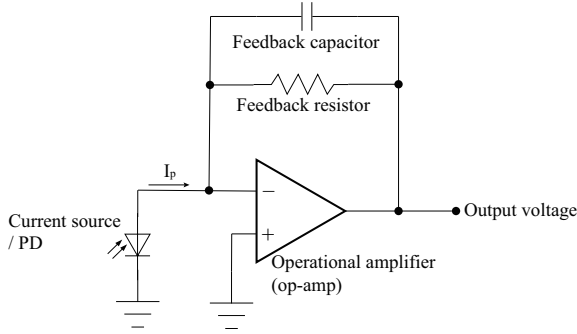 Feedback capacitor
Feedback resistor
Iₚ
−
+
Current source
/ PD
Output voltage
Operational amplifier
(op-amp)